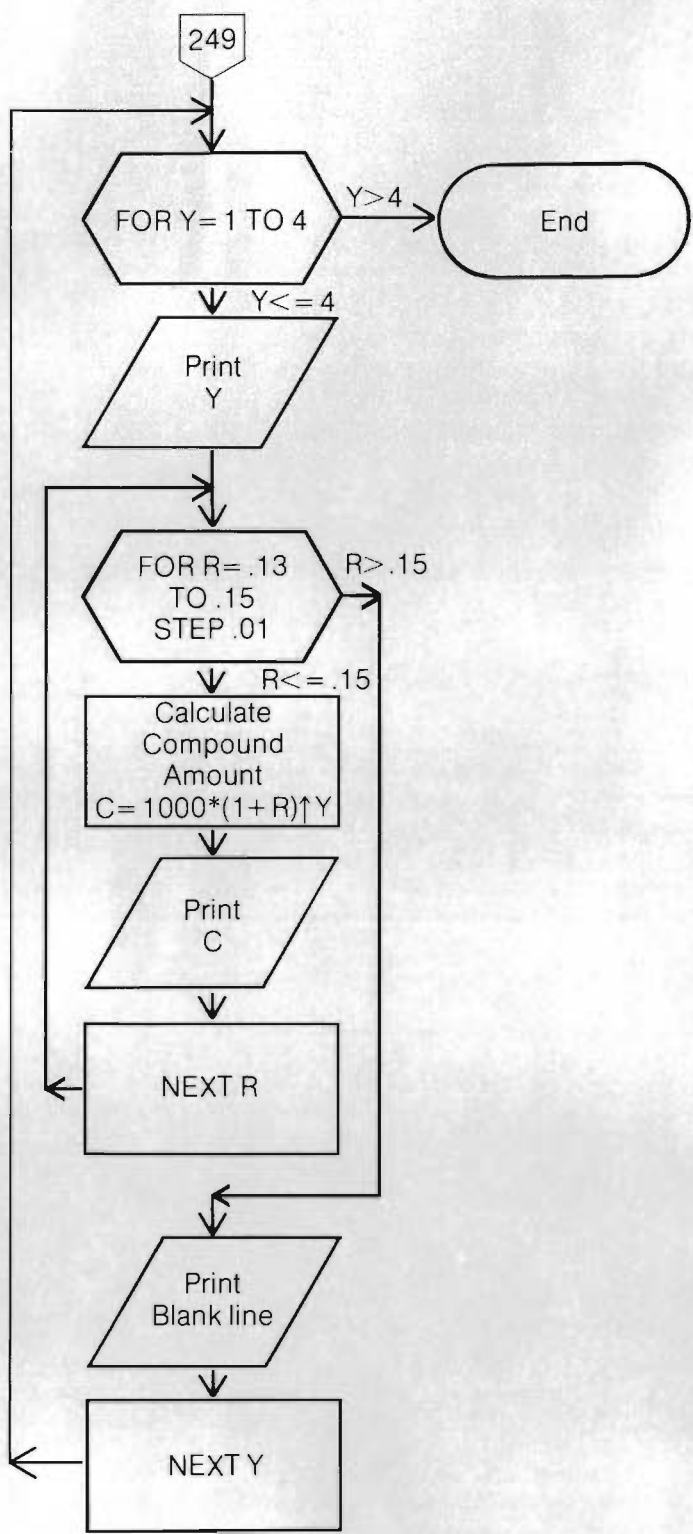 249
FOR Y= 1 TO 4
Y>4
End
Y<= 4
Print
Y
FOR R= .13
TO .15
STEP .01
R> .15
R<= .15
Calculate
Compound
Amount
C= 1000*(1+R)↑Y
Print
C
NEXT R
Print
Blank line
NEXT Y